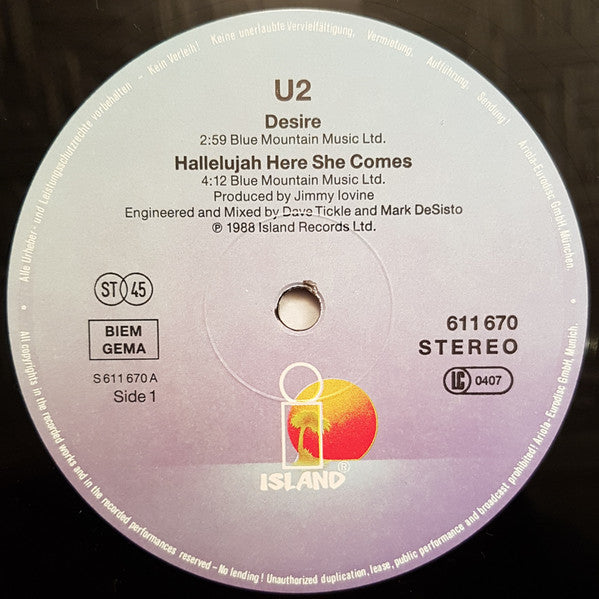 U2
Desire
2:59 Blue Mountain Music Ltd.
Hallelujah Here She Comes
4:12 Blue Mountain Music Ltd.
Produced by Jimmy Iovine
Engineered and Mixed by Dave Tickle and Mark DeSisto
℗ 1988 Island Records Ltd.
ST 45
BIEM
GEMA
S 611 670 A
Side 1
611 670
STEREO
LC 0407
i
ISLAND®
• Alle Urheber- und Leistungsschutzrechte vorbehalten – Kein Verleih! Keine unerlaubte Vervielfältigung, Vermietung, Aufführung, Sendung! Ariola-Eurodisc GmbH, München.
• All copyrights in the recorded works and in the recorded performances reserved – No lending! Unauthorized duplication, lease, public performance and broadcast prohibited! Ariola-Eurodisc GmbH, Munich.